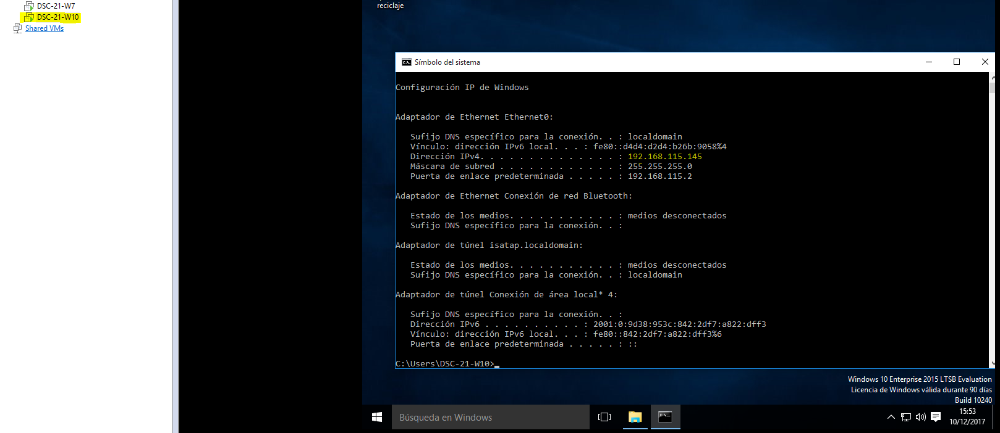 DSC-21-W7
DSC-21-W10
Shared VMs
reciclaje
Símbolo del sistema
Configuración IP de Windows
Adaptador de Ethernet Ethernet0:
Sufijo DNS específico para la conexión. . : localdomain
Vínculo: dirección IPv6 local. . . : fe80::d4d4:d2d4:b26b:9058%4
Dirección IPv4. . . . . . . . . . . . . . : 192.168.115.145
Máscara de subred . . . . . . . . . . . . : 255.255.255.0
Puerta de enlace predeterminada . . . . . : 192.168.115.2
Adaptador de Ethernet Conexión de red Bluetooth:
Estado de los medios. . . . . . . . . . . : medios desconectados
Sufijo DNS específico para la conexión. . :
Adaptador de túnel isatap.localdomain:
Estado de los medios. . . . . . . . . . . : medios desconectados
Sufijo DNS específico para la conexión. . : localdomain
Adaptador de túnel Conexión de área local* 4:
Sufijo DNS específico para la conexión. . :
Dirección IPv6 . . . . . . . . . . : 2001:0:9d38:953c:842:2df7:a822:dff3
Vínculo: dirección IPv6 local. . . : fe80::842:2df7:a822:dff3%6
Puerta de enlace predeterminada . . . . . : ::
C:\Users\DSC-21-W10>_
Windows 10 Enterprise 2015 LTSB Evaluation
Licencia de Windows válida durante 90 días
Build 10240
Búsqueda en Windows
15:53
10/12/2017